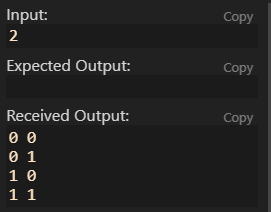 Input:
Copy
2
Expected Output:
Copy
Received Output:
Copy
0 0
0 1
1 0
1 1